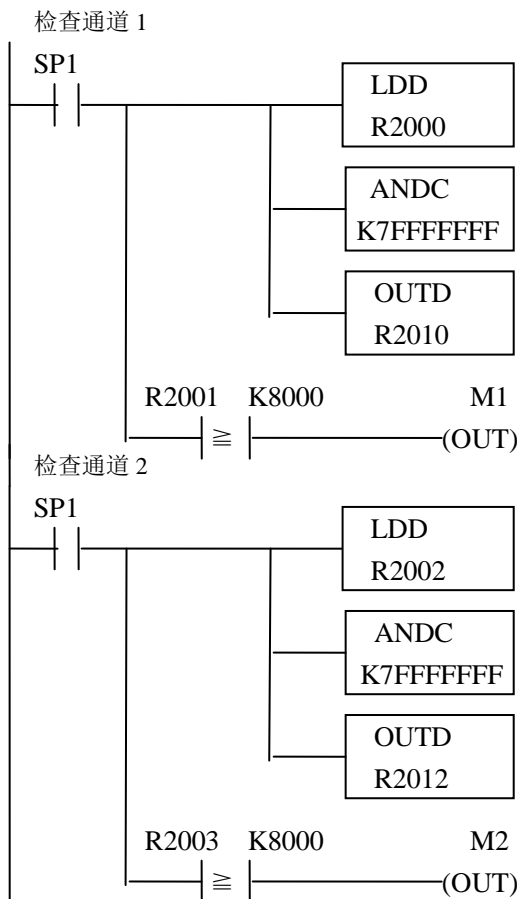 检查通道 1
SP1
LDD
R2000
ANDC
K7FFFFFFF
OUTD
R2010
R2001 ≧ K8000 M1
(OUT)
检查通道 2
SP1
LDD
R2002
ANDC
K7FFFFFFF
OUTD
R2012
R2003 ≧ K8000 M2
(OUT)